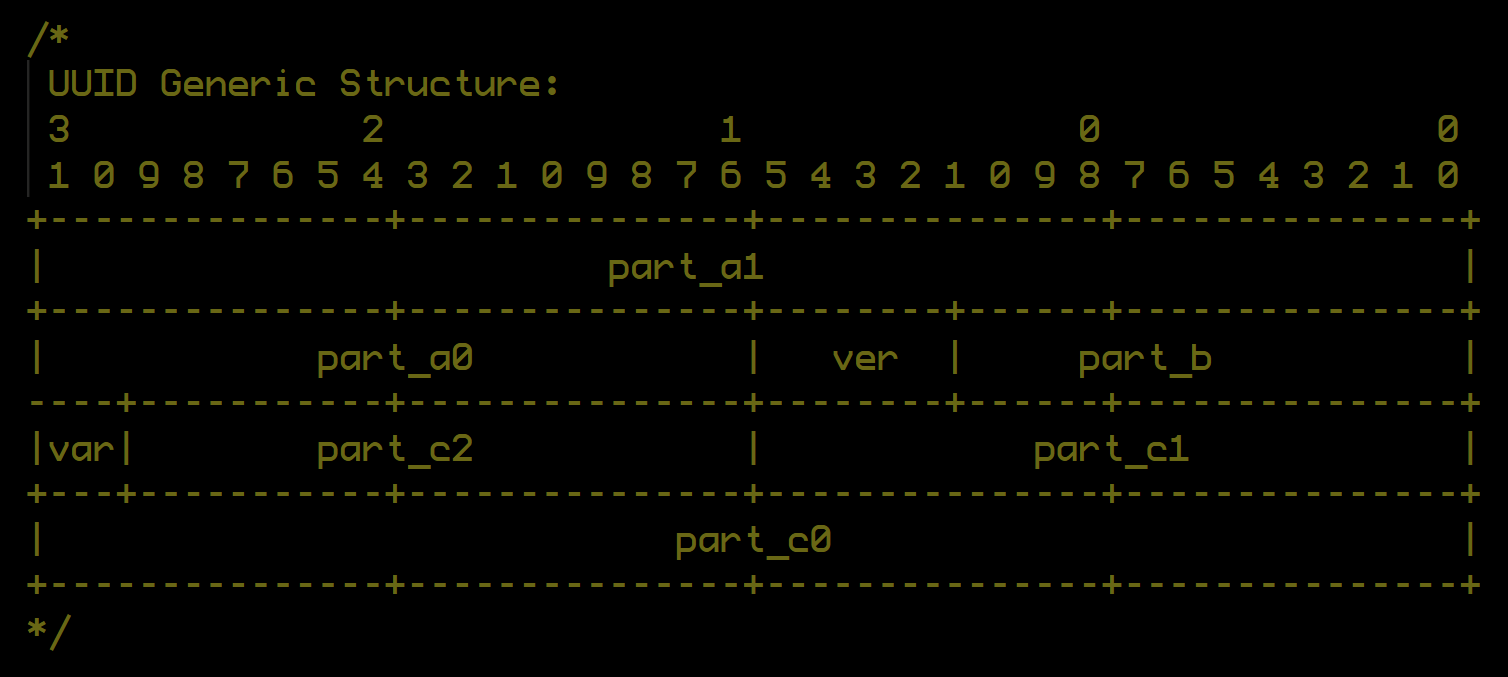 /*
 UUID Generic Structure:
 3             2               1               0               0
 1 0 9 8 7 6 5 4 3 2 1 0 9 8 7 6 5 4 3 2 1 0 9 8 7 6 5 4 3 2 1 0
+---------------+---------------+---------------+---------------+
|                         part_a1                               |
+---------------+---------------+--------+------+---------------+
|            part_a0            |   ver  |     part_b           |
----+-----------+---------------+--------+------+---------------+
|var|        part_c2            |            part_c1            |
+---+-----------+---------------+---------------+---------------+
|                            part_c0                            |
+---------------+---------------+---------------+---------------+
*/